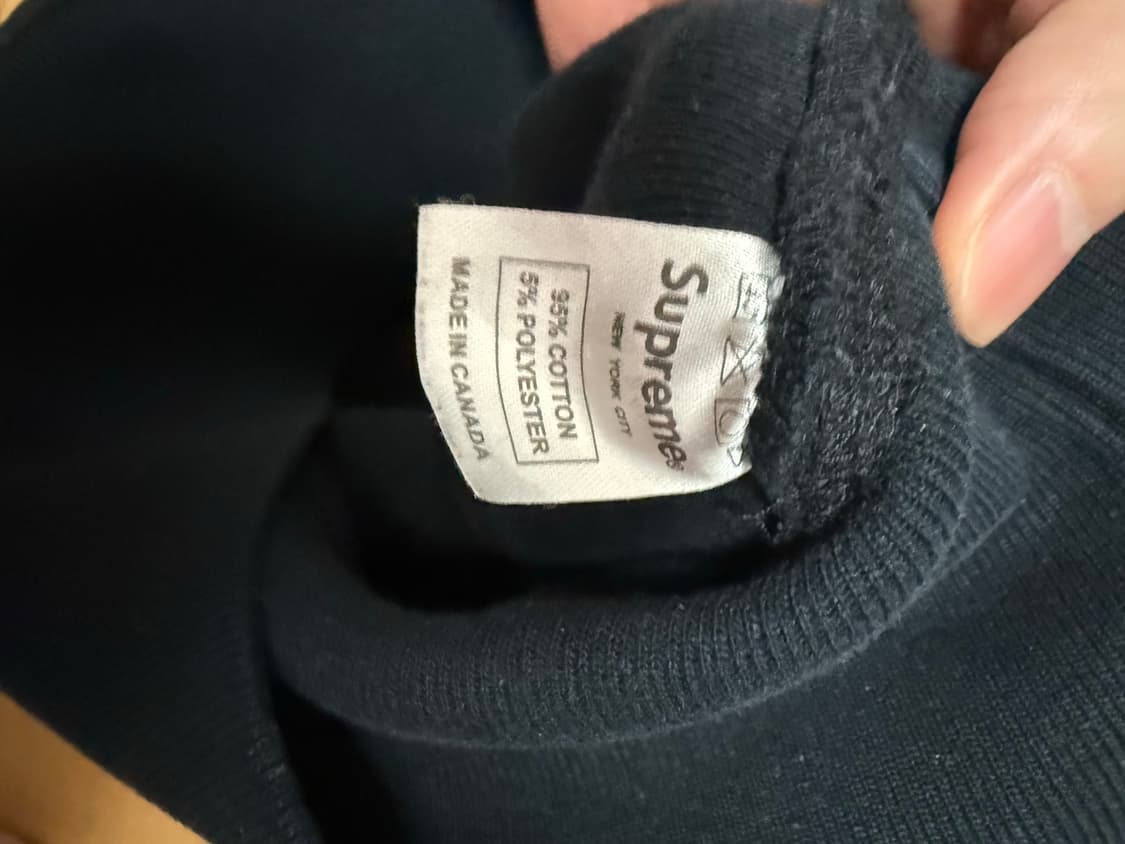 Supreme
NEW YORK CITY
95% COTTON
5% POLYESTER
MADE IN CANADA